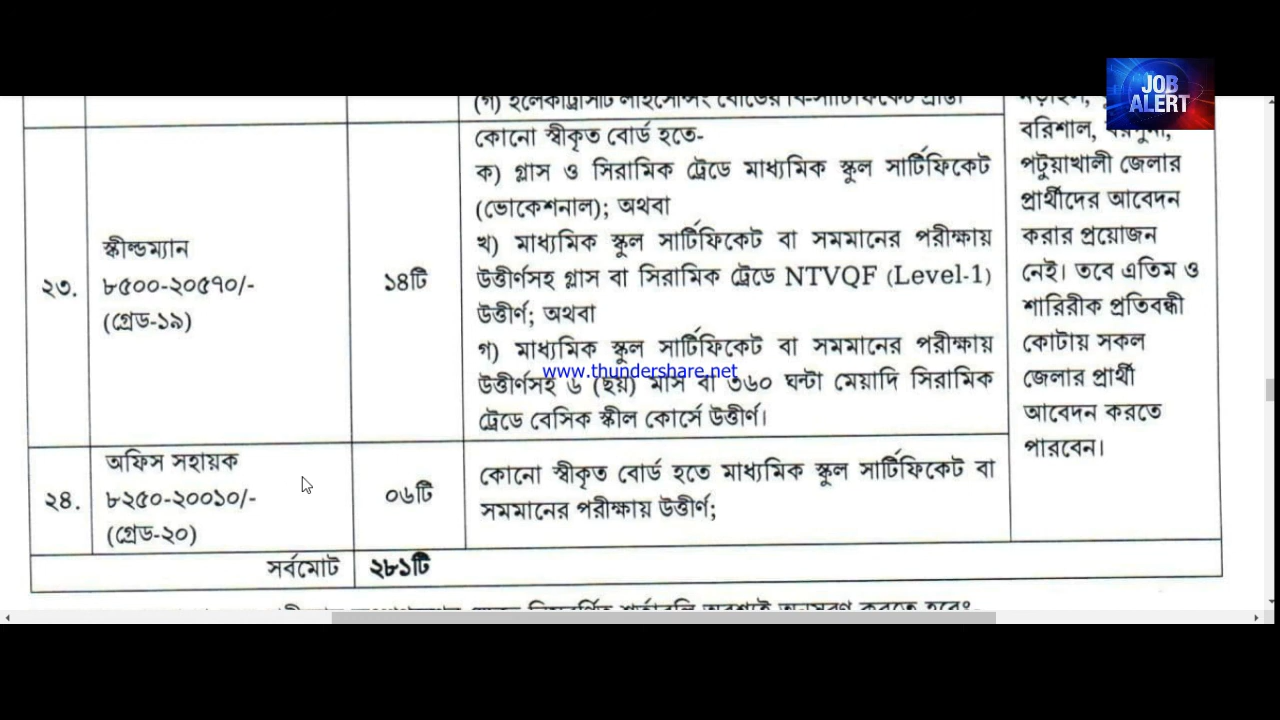 JOB
ALERT
বরিশাল,
কোনো স্বীকৃত বোর্ড হতে-
ক) গ্লাস ও সিরামিক ট্রেডে মাধ্যমিক স্কুল সার্টিফিকেট
(ভোকেশনাল); অথবা
খ) মাধ্যমিক স্কুল সার্টিফিকেট বা সমমানের পরীক্ষায়
উত্তীর্ণসহ গ্লাস বা সিরামিক ট্রেডে NTVQF (Level-1)
উত্তীর্ণ; অথবা
গ) মাধ্যমিক স্কুল সার্টিফিকেট বা সমমানের পরীক্ষায়
www.thundershare.net
উত্তীর্ণসহ ৬ (ছয়) মাস বা ৩৬০ ঘন্টা মেয়াদি সিরামিক
ট্রেডে বেসিক স্কীল কোর্সে উত্তীর্ণ।
২৩.
স্কীল্ডম্যান
৮৫০০-২০৫৭০/-
(গ্রেড-১৯)
১৪টি
পটুয়াখালী জেলার
প্রার্থীদের আবেদন
করার প্রয়োজন
নেই। তবে এতিম ও
শারিরীক প্রতিবন্ধী
কোটায় সকল
জেলার প্রার্থী
আবেদন করতে
পারবেন।
২৪.
অফিস সহায়ক
৮২৫০-২০০১০/-
(গ্রেড-২০)
০৬টি
কোনো স্বীকৃত বোর্ড হতে মাধ্যমিক স্কুল সার্টিফিকেট বা
সমমানের পরীক্ষায় উত্তীর্ণ;
সর্বমোট ২৮১টি